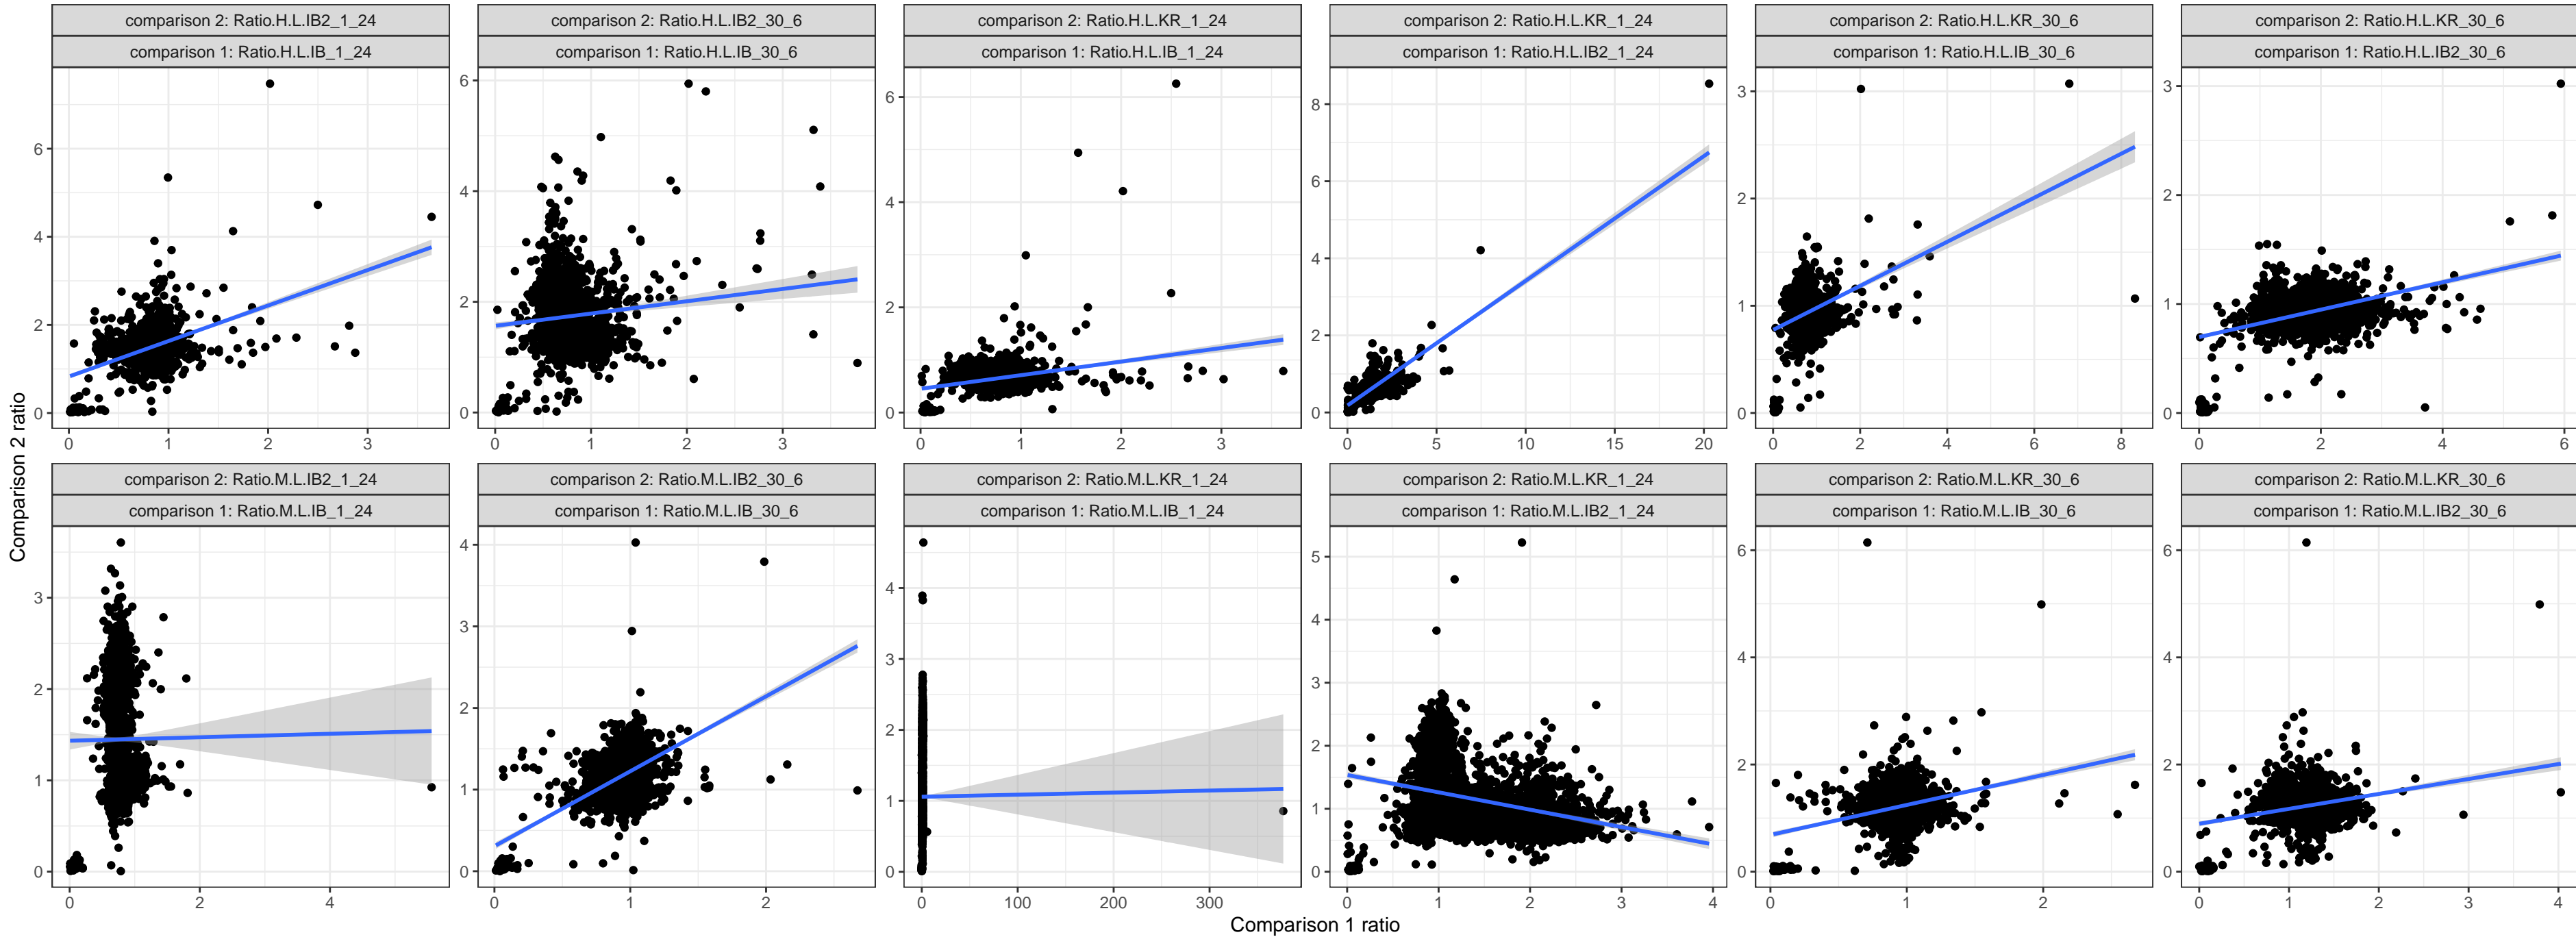 comparison 2: Ratio.H.L.IB2_1_24
comparison 1: Ratio.H.L.IB_1_24
6
4
2
0
0 1 2 3
comparison 2: Ratio.H.L.IB2_30_6
comparison 1: Ratio.H.L.IB_30_6
6
4
2
0
0 1 2 3
comparison 2: Ratio.H.L.KR_1_24
comparison 1: Ratio.H.L.IB_1_24
6
4
2
0
0 1 2 3
comparison 2: Ratio.H.L.KR_1_24
comparison 1: Ratio.H.L.IB2_1_24
8
6
4
2
0
0 5 10 15 20
comparison 2: Ratio.H.L.KR_30_6
comparison 1: Ratio.H.L.IB_30_6
3
2
1
0
0 2 4 6 8
comparison 2: Ratio.H.L.KR_30_6
comparison 1: Ratio.H.L.IB2_30_6
3
2
1
0
0 2 4 6
Comparison 2 ratio
comparison 2: Ratio.M.L.IB2_1_24
comparison 1: Ratio.M.L.IB_1_24
3
2
1
0
0 2 4
comparison 2: Ratio.M.L.IB2_30_6
comparison 1: Ratio.M.L.IB_30_6
4
3
2
1
0
0 1 2
comparison 2: Ratio.M.L.KR_1_24
comparison 1: Ratio.M.L.IB_1_24
4
3
2
1
0
0 100 200 300
comparison 2: Ratio.M.L.KR_1_24
comparison 1: Ratio.M.L.IB2_1_24
5
4
3
2
1
0
0 1 2 3 4
comparison 2: Ratio.M.L.KR_30_6
comparison 1: Ratio.M.L.IB_30_6
6
4
2
0
0 1 2
comparison 2: Ratio.M.L.KR_30_6
comparison 1: Ratio.M.L.IB2_30_6
6
4
2
0
0 1 2 3 4
Comparison 1 ratio